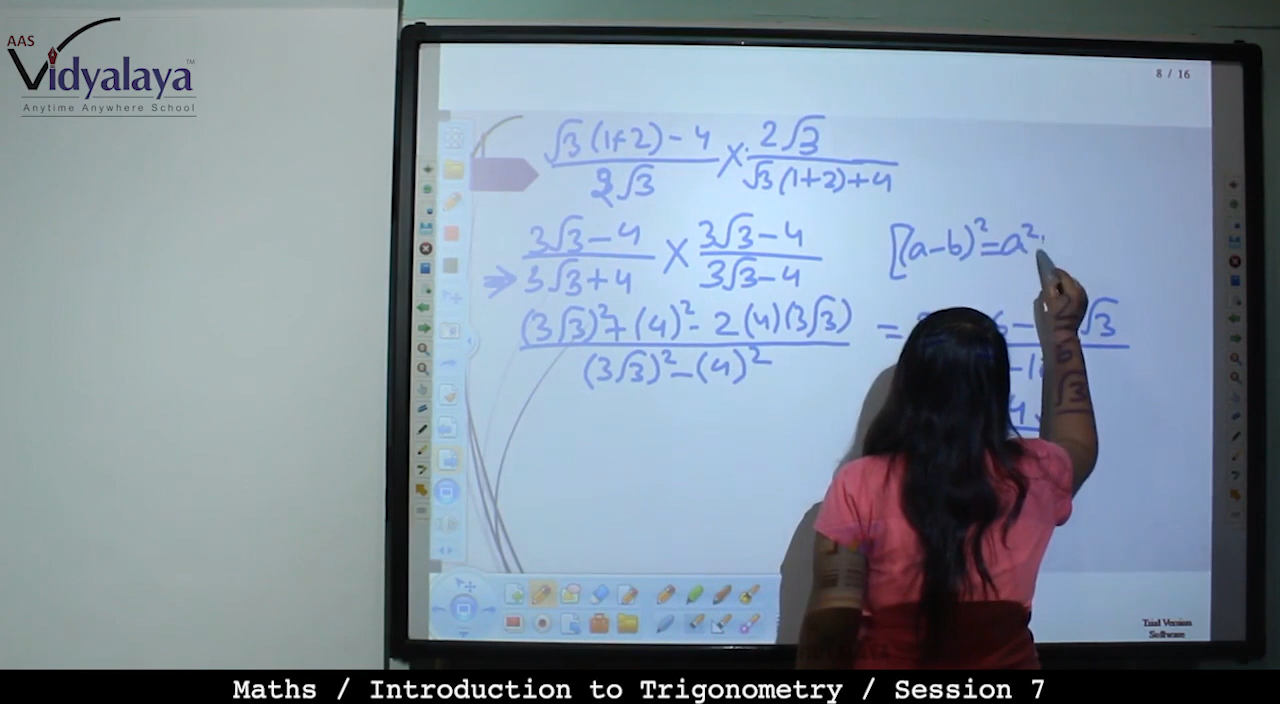 AAS
Vidyalaya™
Anytime Anywhere School
8 / 16
√3(1+2)-4 / 2√3 × 2√3 / √3(1+2)+4
3√3-4 / 3√3+4 × 3√3-4 / 3√3-4
[(a-b)²=a²
(3√3)²+(4)²-2(4)(3√3) / (3√3)²-(4)²
= √3
Trial Version
Software
Maths / Introduction to Trigonometry / Session 7